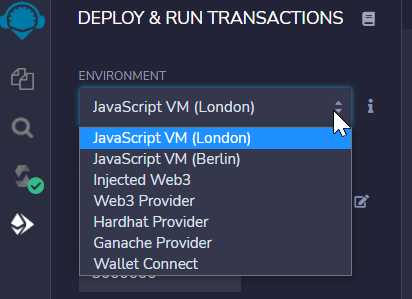 DEPLOY & RUN TRANSACTIONS
ENVIRONMENT
JavaScript VM (London)
JavaScript VM (London)
JavaScript VM (Berlin)
Injected Web3
Web3 Provider
Hardhat Provider
Ganache Provider
Wallet Connect